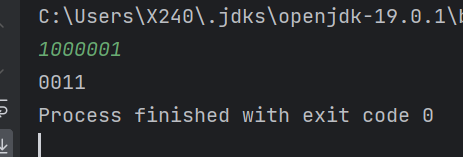 C:\Users\X240\.jdks\openjdk-19.0.1\b
1000001
0011
Process finished with exit code 0